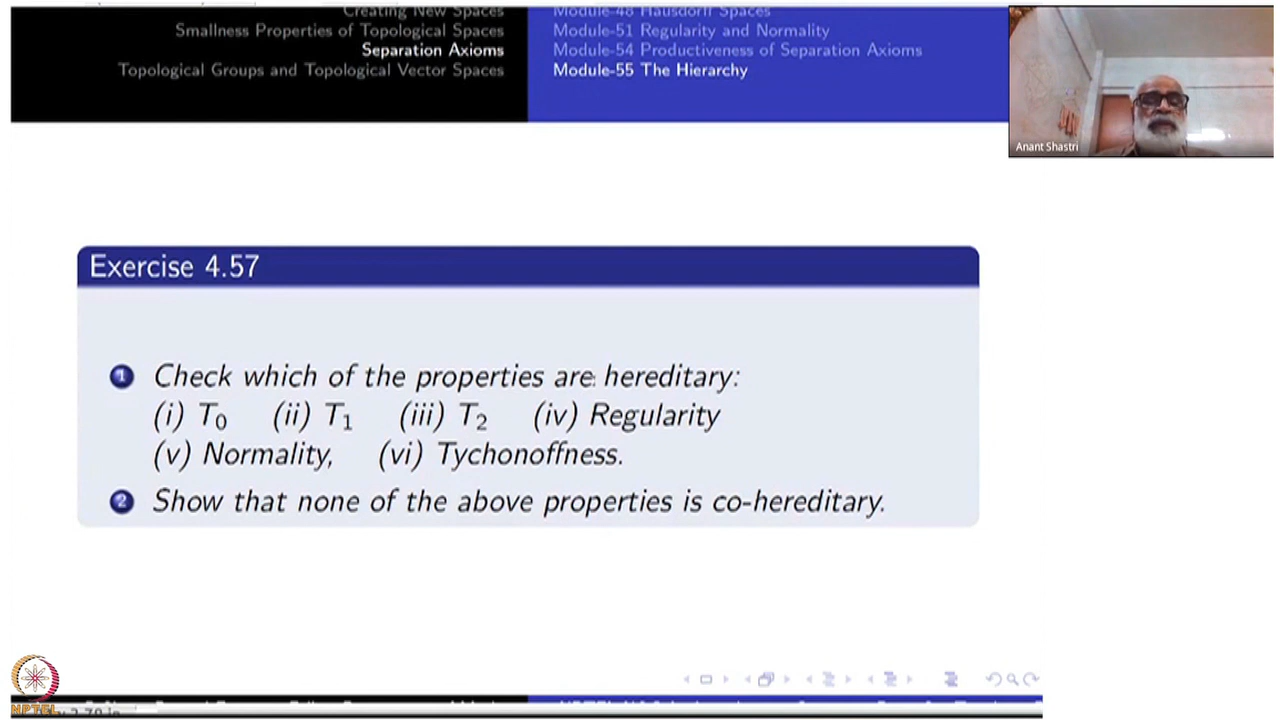 Creating New Spaces
Smallness Properties of Topological Spaces
Separation Axioms
Topological Groups and Topological Vector Spaces
Module-48 Hausdorff Spaces
Module-51 Regularity and Normality
Module-54 Productiveness of Separation Axioms
Module-55 The Hierarchy
Anant Shastri
Exercise 4.57
1 Check which of the properties are hereditary:
(i) T₀ (ii) T₁ (iii) T₂ (iv) Regularity
(v) Normality, (vi) Tychonoffness.
2 Show that none of the above properties is co-hereditary.
NPTEL